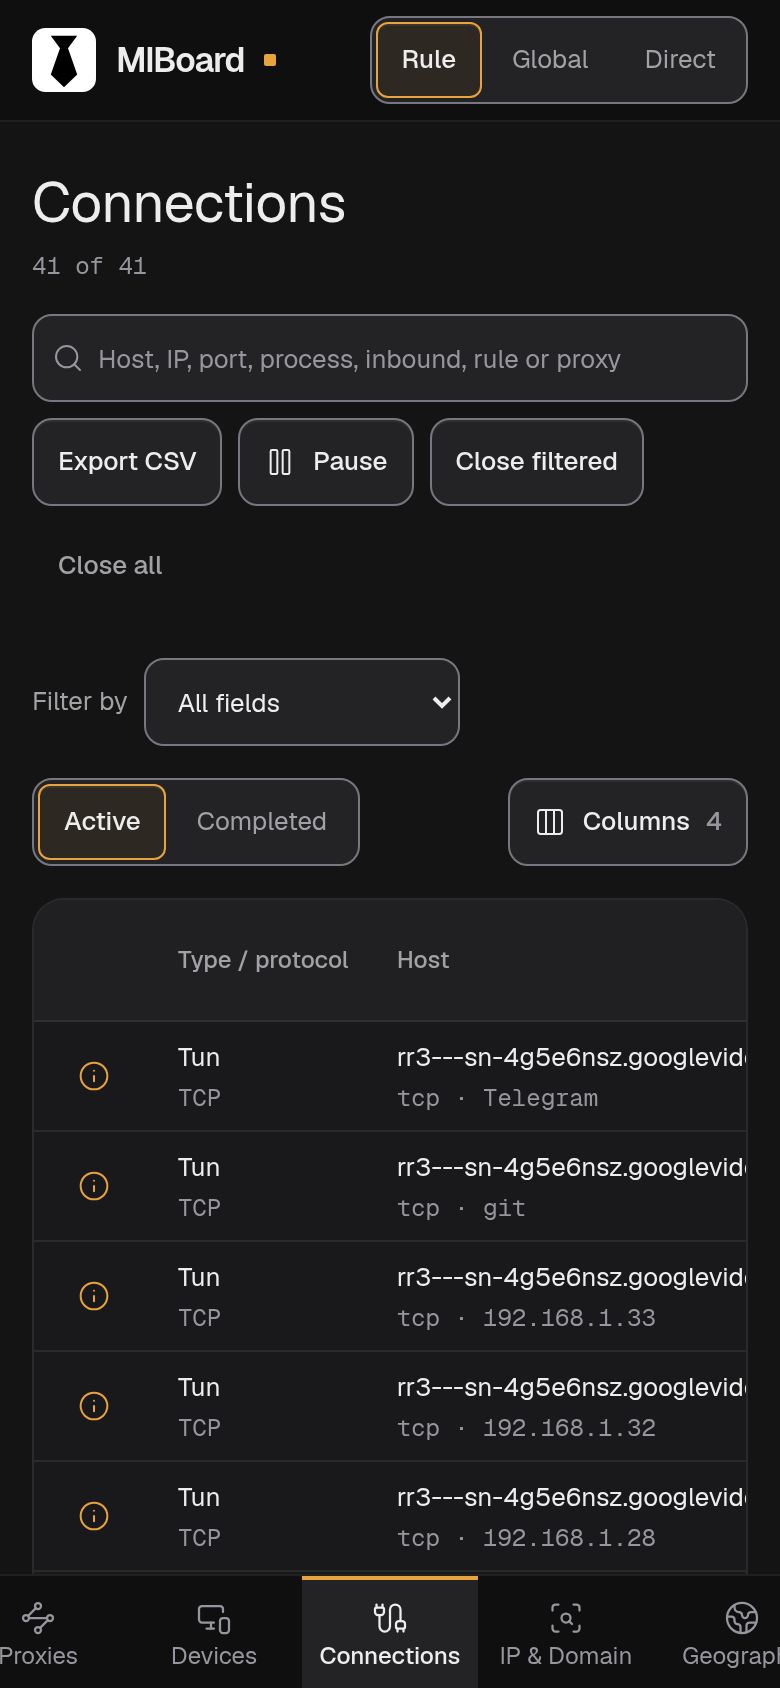 MIBoard
Rule Global Direct
Connections
41 of 41
Host, IP, port, process, inbound, rule or proxy
Export CSV Pause Close filtered
Close all
Filter by All fields
Active Completed Columns 4
Type / protocol Host
Tun rr3---sn-4g5e6nsz.googlevid
TCP tcp · Telegram
Tun rr3---sn-4g5e6nsz.googlevid
TCP tcp · git
Tun rr3---sn-4g5e6nsz.googlevid
TCP tcp · 192.168.1.33
Tun rr3---sn-4g5e6nsz.googlevid
TCP tcp · 192.168.1.32
Tun rr3---sn-4g5e6nsz.googlevid
TCP tcp · 192.168.1.28
Proxies Devices Connections IP & Domain Geograp